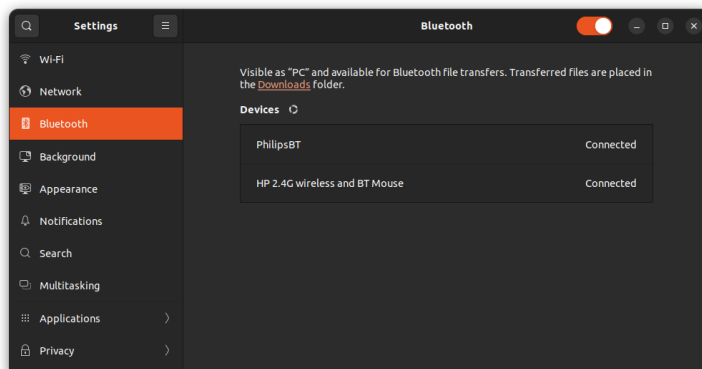 Settings
Bluetooth
Wi-Fi
Network
Bluetooth
Background
Appearance
Notifications
Search
Multitasking
Applications
Privacy
Visible as “PC” and available for Bluetooth file transfers. Transferred files are placed in
the Downloads folder.
Devices
PhilipsBT Connected
HP 2.4G wireless and BT Mouse Connected